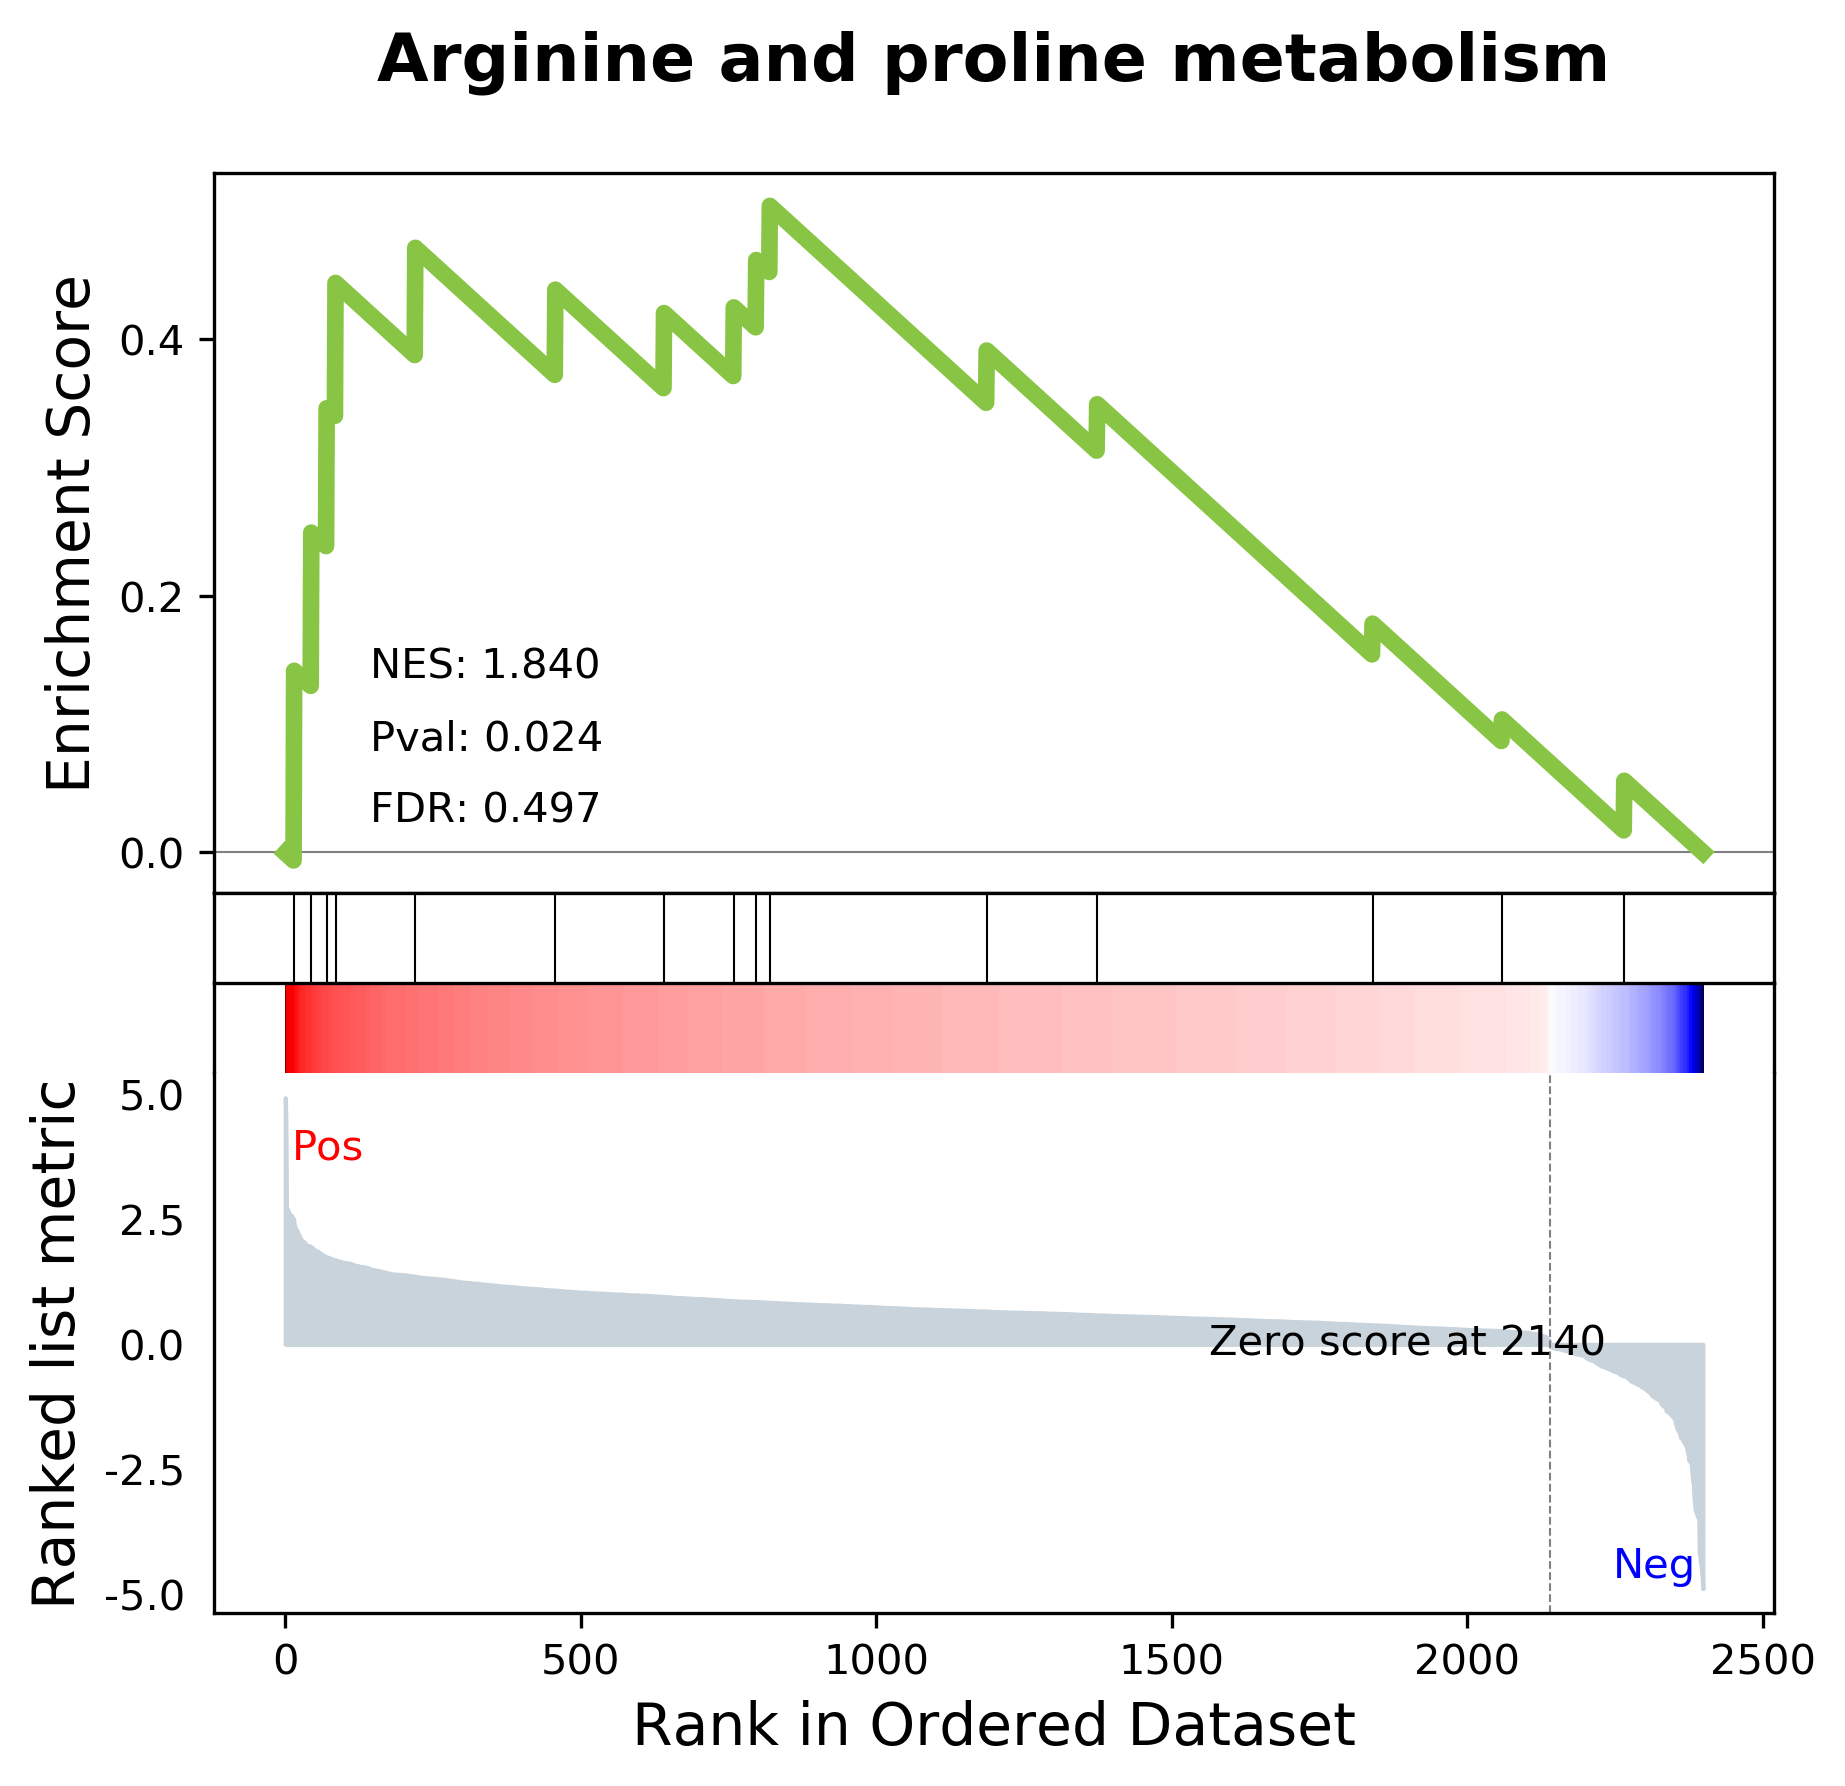 Arginine and proline metabolism
Enrichment Score
0.4
0.2
0.0
NES: 1.840
Pval: 0.024
FDR: 0.497
Ranked list metric
5.0
2.5
0.0
-2.5
-5.0
Pos
Zero score at 2140
Neg
0 500 1000 1500 2000 2500
Rank in Ordered Dataset